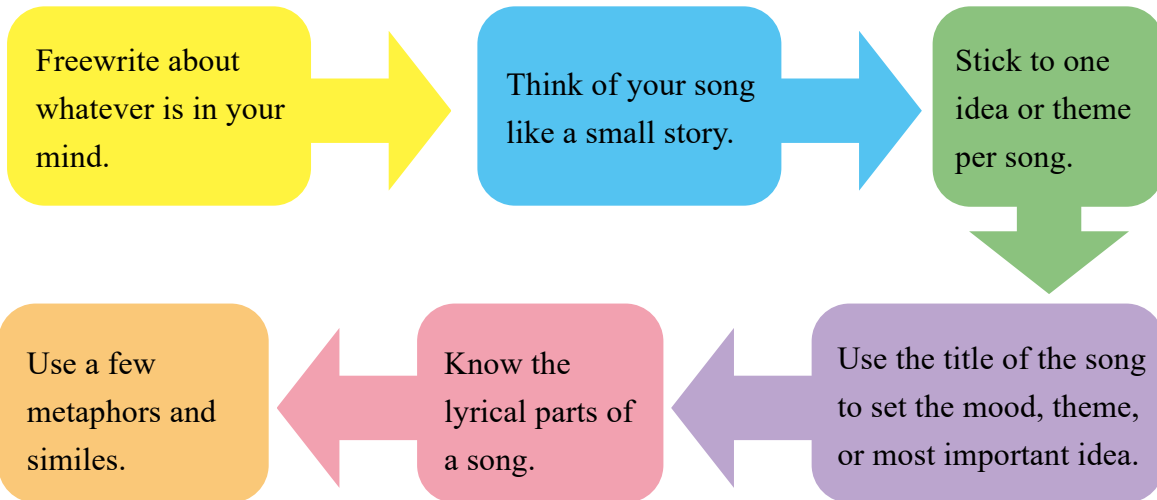 Freewrite about
whatever is in your
mind.
Think of your song
like a small story.
Stick to one
idea or theme
per song.
Use the title of the song
to set the mood, theme,
or most important idea.
Know the
lyrical parts of
a song.
Use a few
metaphors and
similes.